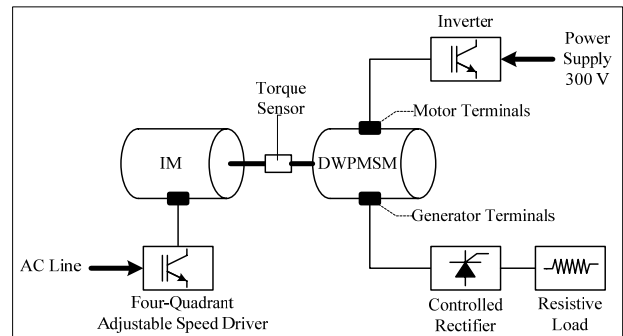 Inverter
Power
Supply
300 V
Torque
Sensor
Motor Terminals
IM
DWPMSM
Generator Terminals
AC Line
Four-Quadrant
Adjustable Speed Driver
Controlled
Rectifier
Resistive
Load